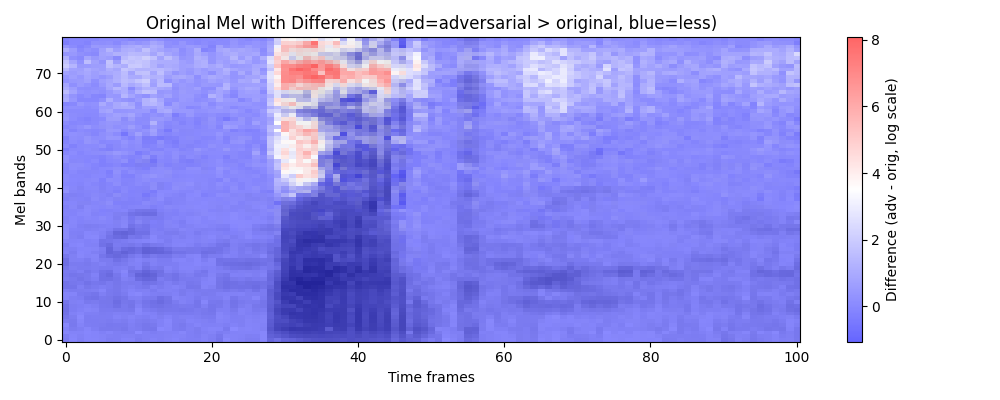 Original Mel with Differences (red=adversarial > original, blue=less)
70
60
50
40
30
20
10
0
Mel bands
0 20 40 60 80 100
Time frames
8
6
4
2
0
Difference (adv - orig, log scale)